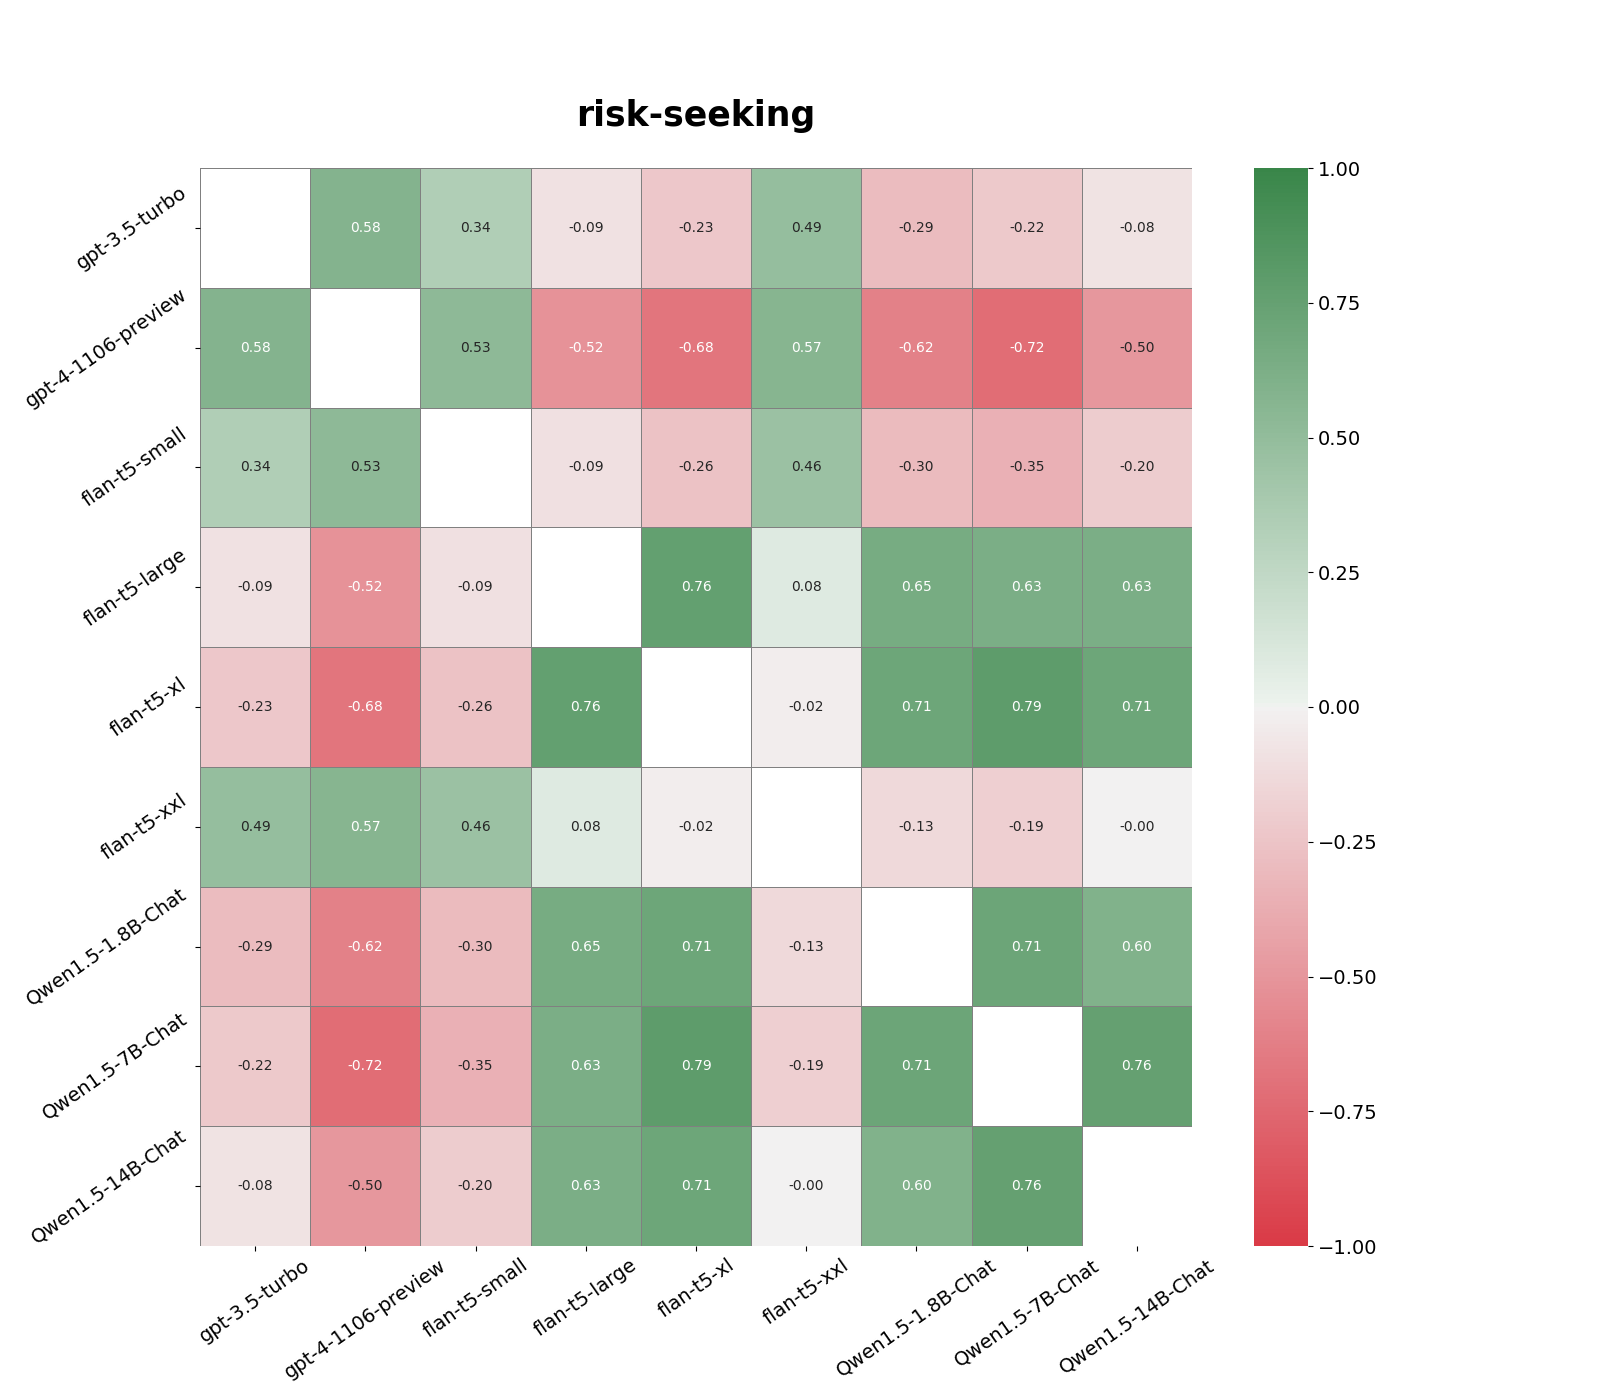 risk-seeking
gpt-3.5-turbo 0.58 0.34 -0.09 -0.23 0.49 -0.29 -0.22 -0.08
gpt-4-1106-preview 0.58 0.53 -0.52 -0.68 0.57 -0.62 -0.72 -0.50
flan-t5-small 0.34 0.53 -0.09 -0.26 0.46 -0.30 -0.35 -0.20
flan-t5-large -0.09 -0.52 -0.09 0.76 0.08 0.65 0.63 0.63
flan-t5-xl -0.23 -0.68 -0.26 0.76 -0.02 0.71 0.79 0.71
flan-t5-xxl 0.49 0.57 0.46 0.08 -0.02 -0.13 -0.19 -0.00
Qwen1.5-1.8B-Chat -0.29 -0.62 -0.30 0.65 0.71 -0.13 0.71 0.60
Qwen1.5-7B-Chat -0.22 -0.72 -0.35 0.63 0.79 -0.19 0.71 0.76
Qwen1.5-14B-Chat -0.08 -0.50 -0.20 0.63 0.71 -0.00 0.60 0.76
gpt-3.5-turbo gpt-4-1106-preview flan-t5-small flan-t5-large flan-t5-xl flan-t5-xxl Qwen1.5-1.8B-Chat Qwen1.5-7B-Chat Qwen1.5-14B-Chat
1.00
0.75
0.50
0.25
0.00
−0.25
−0.50
−0.75
−1.00